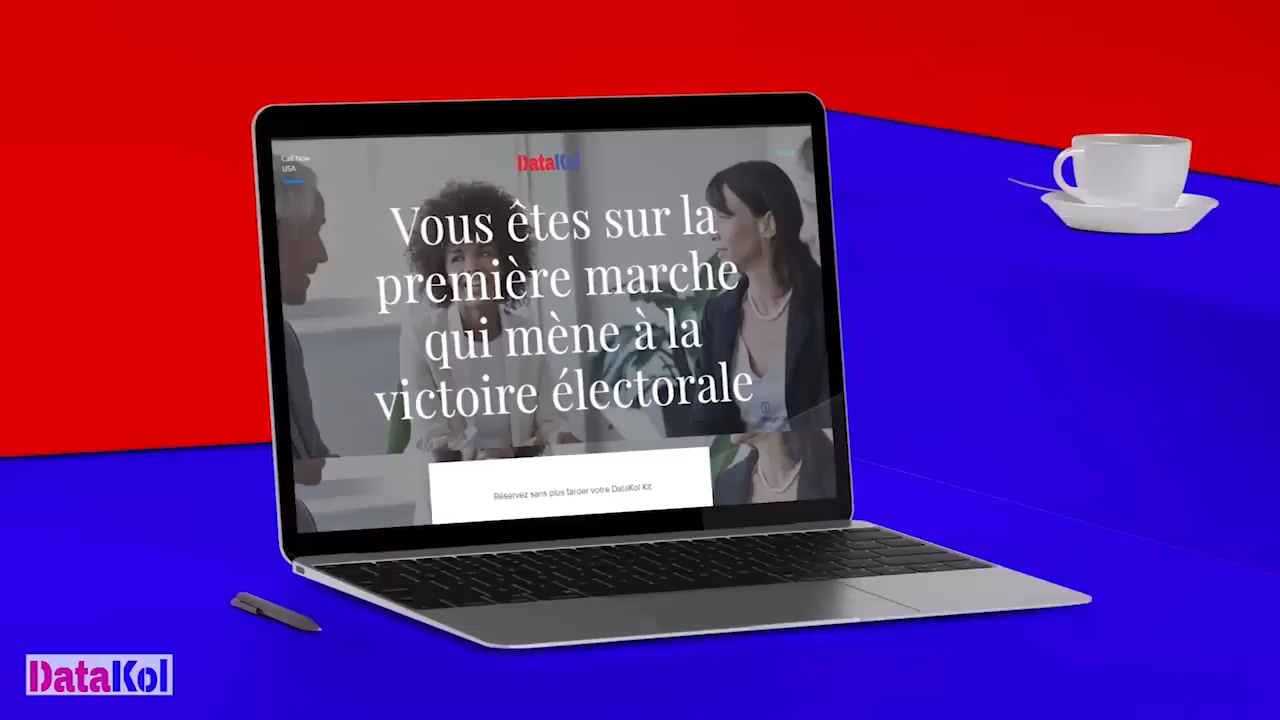 Call Now
USA
DataKol
Vous êtes sur la
première marche
qui mène à la
victoire électorale
Réservez sans plus tarder votre DataKol Kit
DataKol